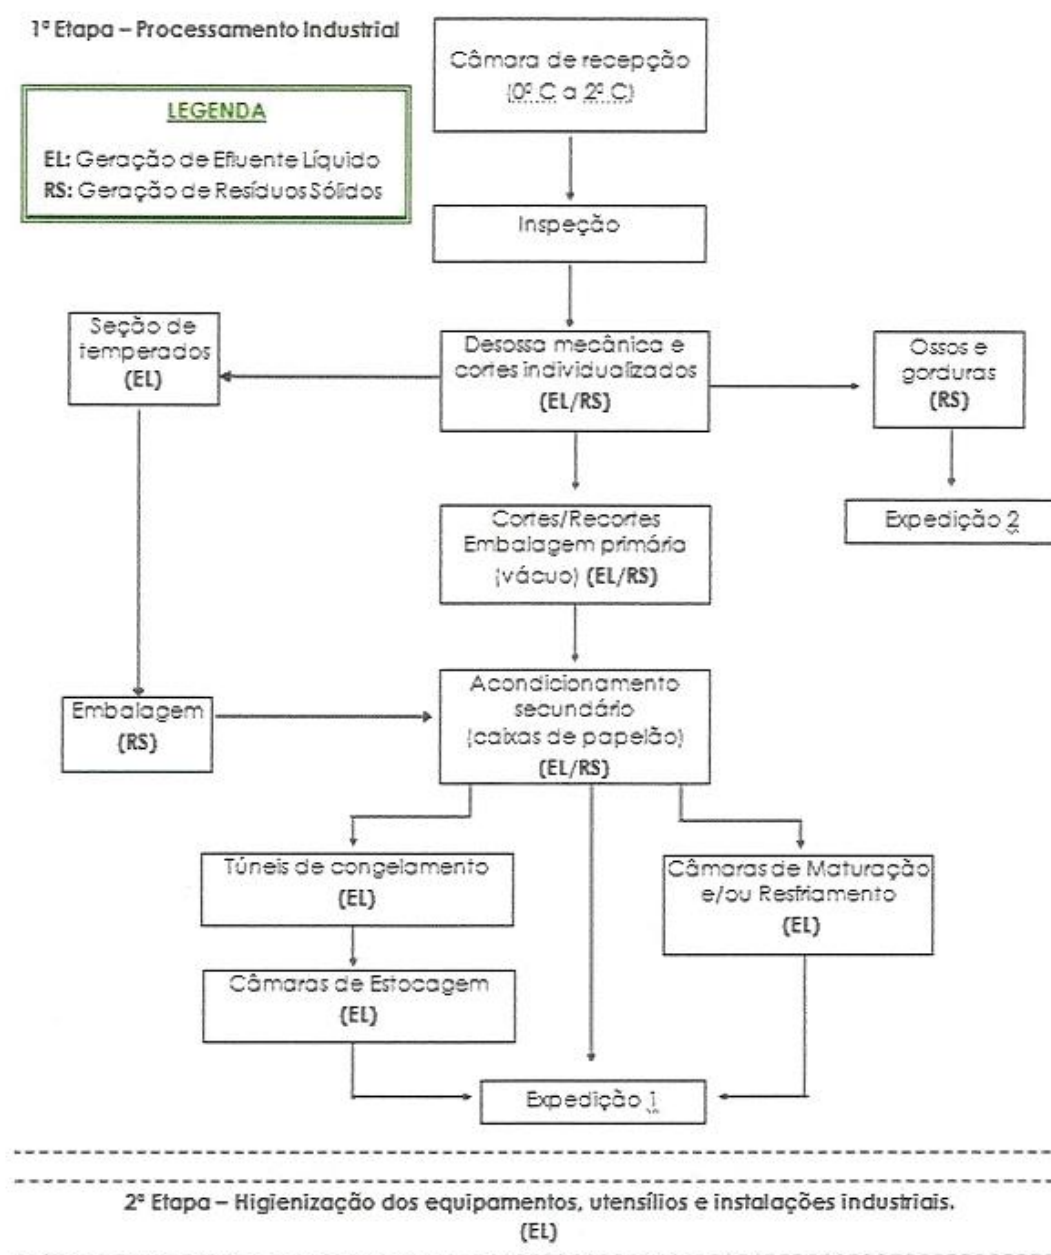 1ª Etapa – Processamento Industrial
LEGENDA
EL: Geração de Efluente Líquido
RS: Geração de Resíduos Sólidos
Câmara de recepção
(0º C a 2º C)
Inspeção
Seção de
temperados
(EL)
Desossa mecânica e
cortes individualizados
(EL/RS)
Ossos e
gorduras
(RS)
Expedição 2
Cortes/Recortes
Embalagem primária
(vácuo) (EL/RS)
Embalagem
(RS)
Acondicionamento
secundário
(caixas de papelão)
(EL/RS)
Túneis de congelamento
(EL)
Câmaras de Maturação
e/ou Resfriamento
(EL)
Câmaras de Estocagem
(EL)
Expedição 1
2ª Etapa – Higienização dos equipamentos, utensílios e instalações industriais.
(EL)